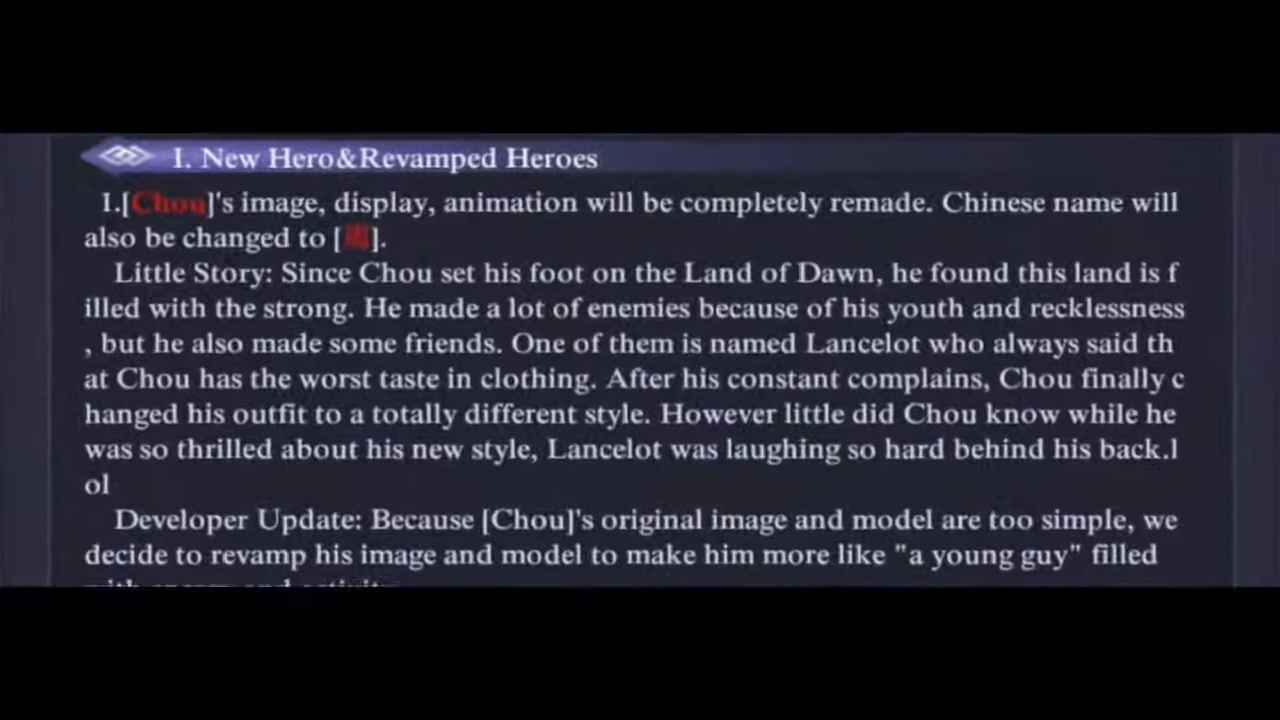 I. New Hero&Revamped Heroes
1.[Chou]'s image, display, animation will be completely remade. Chinese name will
also be changed to [ ].
Little Story: Since Chou set his foot on the Land of Dawn, he found this land is f
illed with the strong. He made a lot of enemies because of his youth and recklessness
, but he also made some friends. One of them is named Lancelot who always said th
at Chou has the worst taste in clothing. After his constant complains, Chou finally c
hanged his outfit to a totally different style. However little did Chou know while he
was so thrilled about his new style, Lancelot was laughing so hard behind his back.l
ol
Developer Update: Because [Chou]'s original image and model are too simple, we
decide to revamp his image and model to make him more like "a young guy" filled